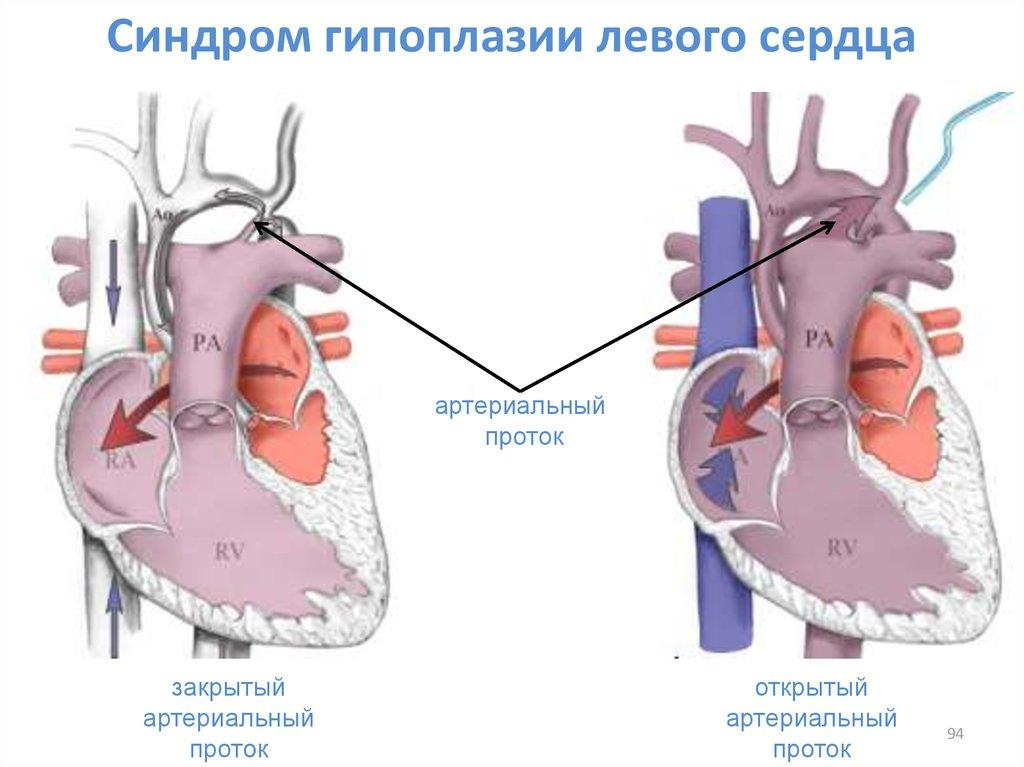 Синдром гипоплазии левого сердца
Ao
PA
RA
RV
Ao
PA
A
RV
артериальный
проток
закрытый
артериальный
проток
открытый
артериальный
проток
94